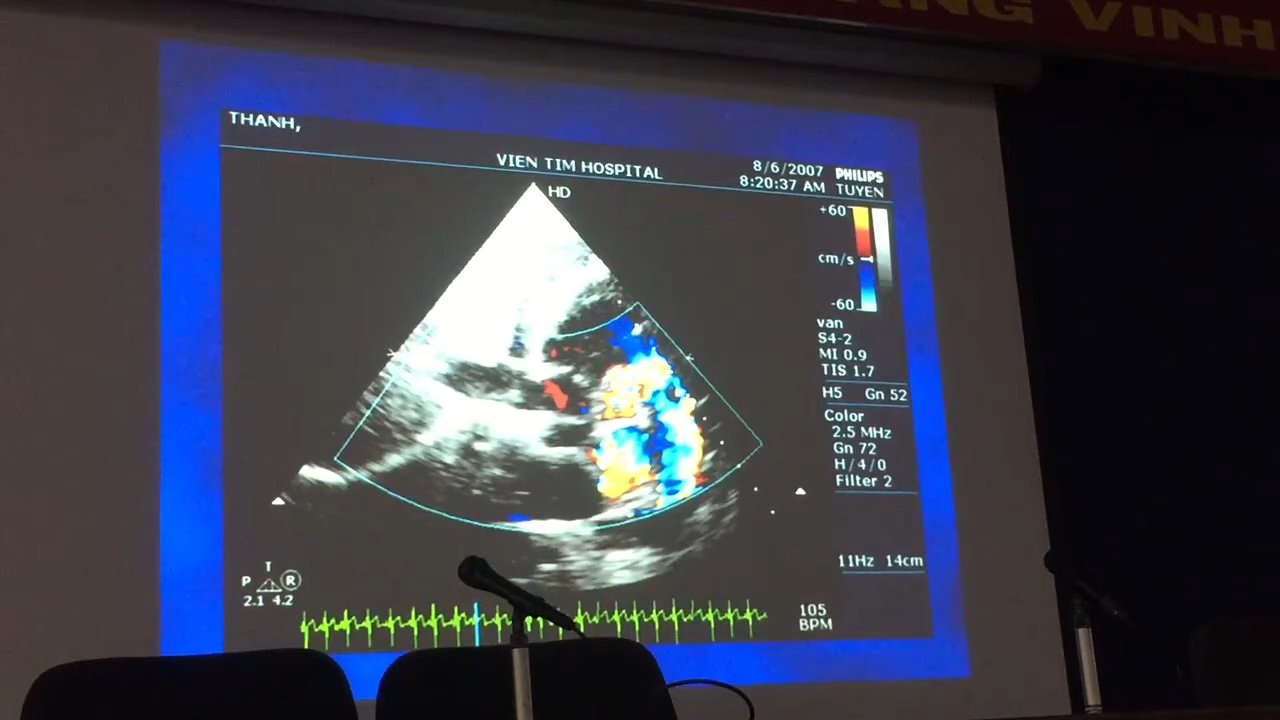 ANG VINH
THANH,
VIEN TIM HOSPITAL
8/6/2007
8:20:37 AM
PHILIPS
TUYEN
HD
+60
cm/s
-60
van
S4-2
MI 0.9
TIS 1.7
H5 Gn 52
Color
2.5 MHz
Gn 72
H/4/0
Filter 2
11Hz 14cm
T
P R
2.1 4.2
105
BPM